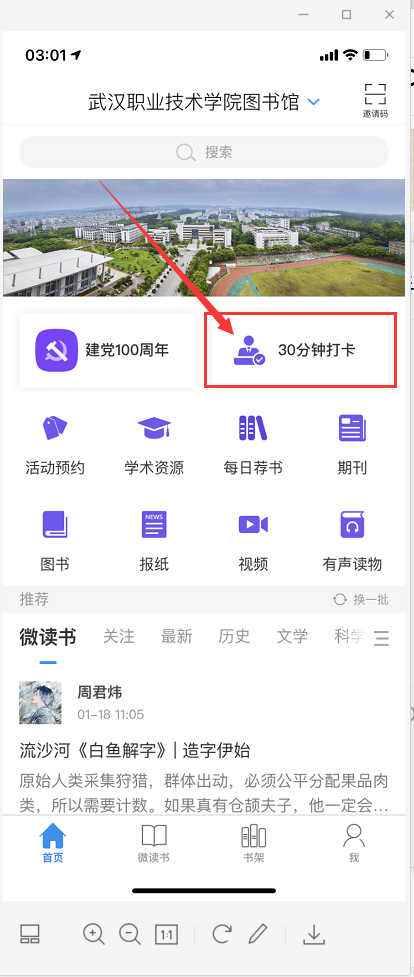 03:01
武汉职业技术学院图书馆
邀请码
搜索
建党100周年
30分钟打卡
活动预约 学术资源 每日荐书 期刊
NEWS
图书 报纸 视频 有声读物
推荐 换一批
微读书 关注 最新 历史 文学 科学
周君炜
01-18 11:05
流沙河《白鱼解字》| 造字伊始
原始人类采集狩猎，群体出动，必须公平分配果品肉
类，所以需要计数。如果真有仓颉夫子，他一定会…
首页 微读书 书架 我
1:1